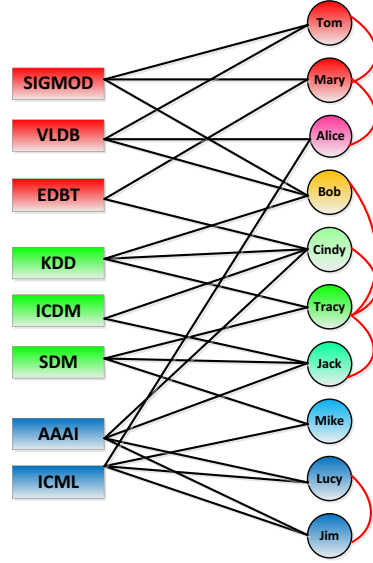 SIGMOD
VLDB
EDBT
KDD
ICDM
SDM
AAAI
ICML
Tom
Mary
Alice
Bob
Cindy
Tracy
Jack
Mike
Lucy
Jim